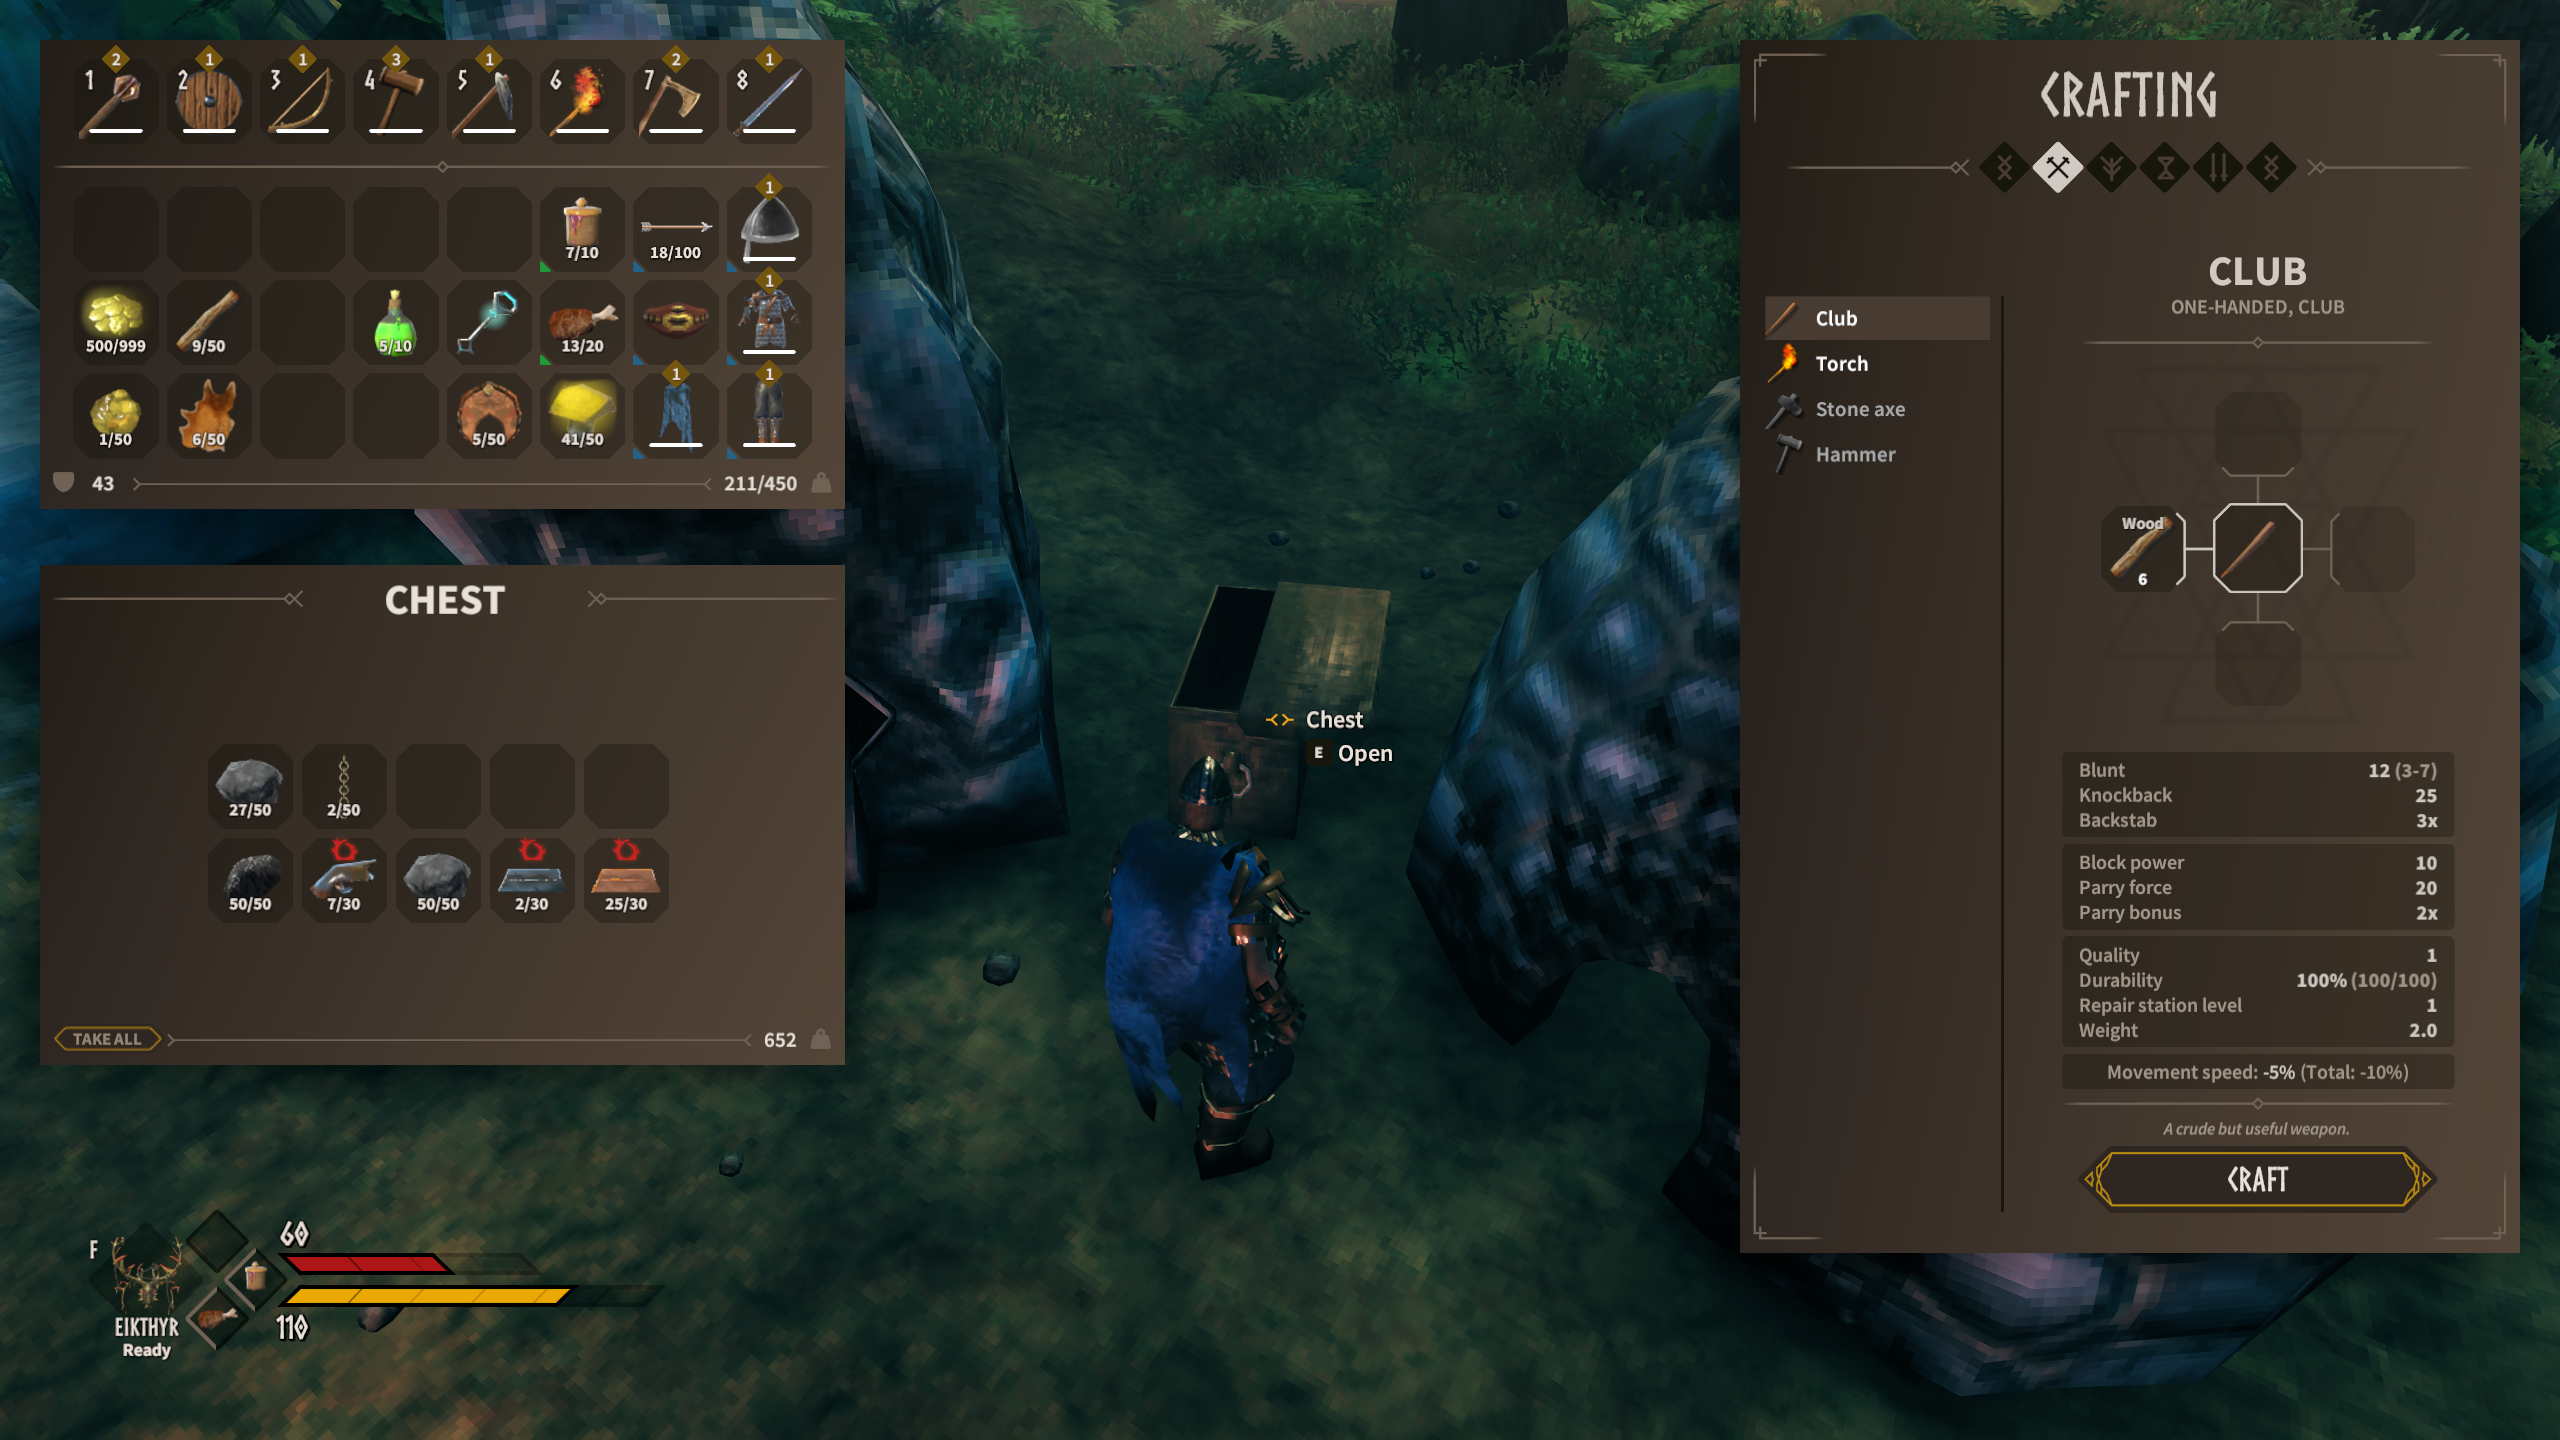 1 2 2 1 3 1 4 3 5 1 6 7 2 8 1
1
7/10 18/100
1
500/999 9/50 5/10 13/20
1 1
1/50 6/50 5/50 41/50
43 211/450
CHEST
27/50 2/50
50/50 7/30 50/50 2/30 25/30
TAKE ALL 652
Chest
E Open
F
60
110
EIKTHYR
Ready
CRAFTING
Club
Torch
Stone axe
Hammer
CLUB
ONE-HANDED, CLUB
Wood
6
Blunt 12 (3-7)
Knockback 25
Backstab 3x
Block power 10
Parry force 20
Parry bonus 2x
Quality 1
Durability 100% (100/100)
Repair station level 1
Weight 2.0
Movement speed: -5% (Total: -10%)
A crude but useful weapon.
CRAFT